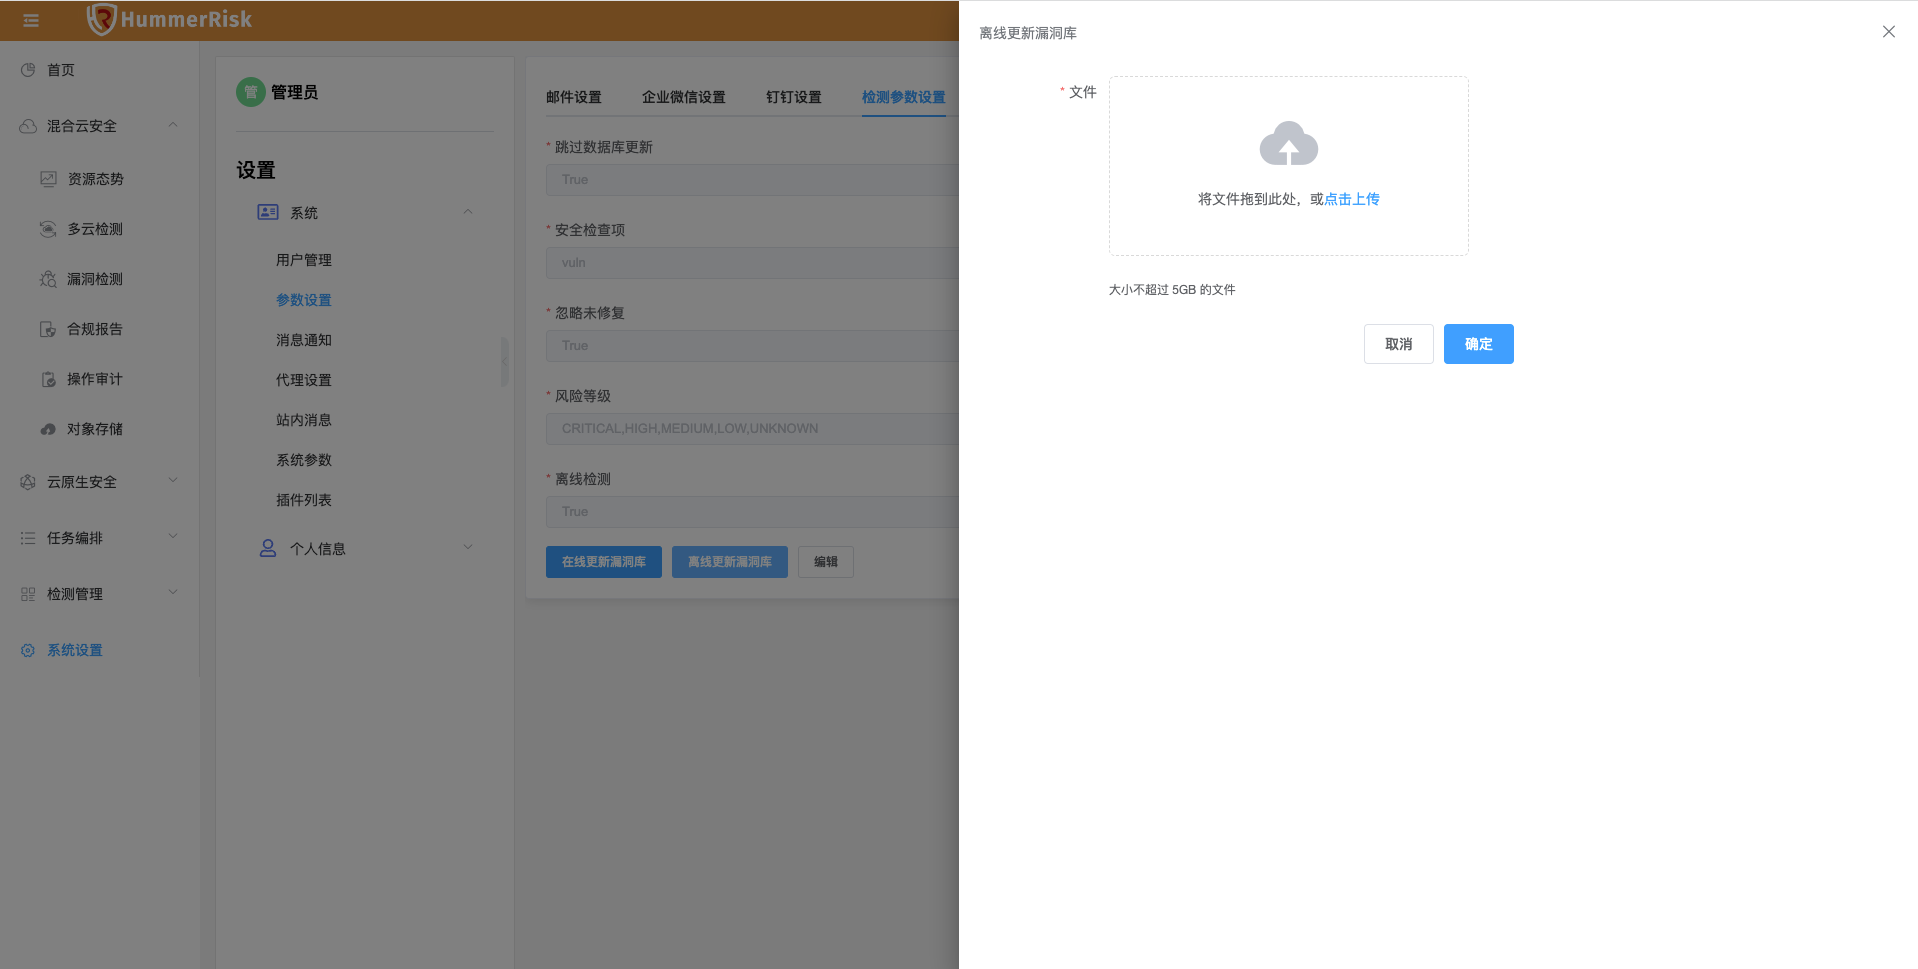 HummerRisk
首页
混合云安全
资源态势
多云检测
漏洞检测
合规报告
操作审计
对象存储
云原生安全
任务编排
检测管理
系统设置
管 管理员
设置
系统
用户管理
参数设置
消息通知
代理设置
站内消息
系统参数
插件列表
个人信息
邮件设置 企业微信设置 钉钉设置 检测参数设置
* 跳过数据库更新
True
* 安全检查项
vuln
* 忽略未修复
True
* 风险等级
CRITICAL,HIGH,MEDIUM,LOW,UNKNOWN
* 离线检测
True
在线更新漏洞库 离线更新漏洞库 编辑
离线更新漏洞库
* 文件
将文件拖到此处，或点击上传
大小不超过 5GB 的文件
取消 确定